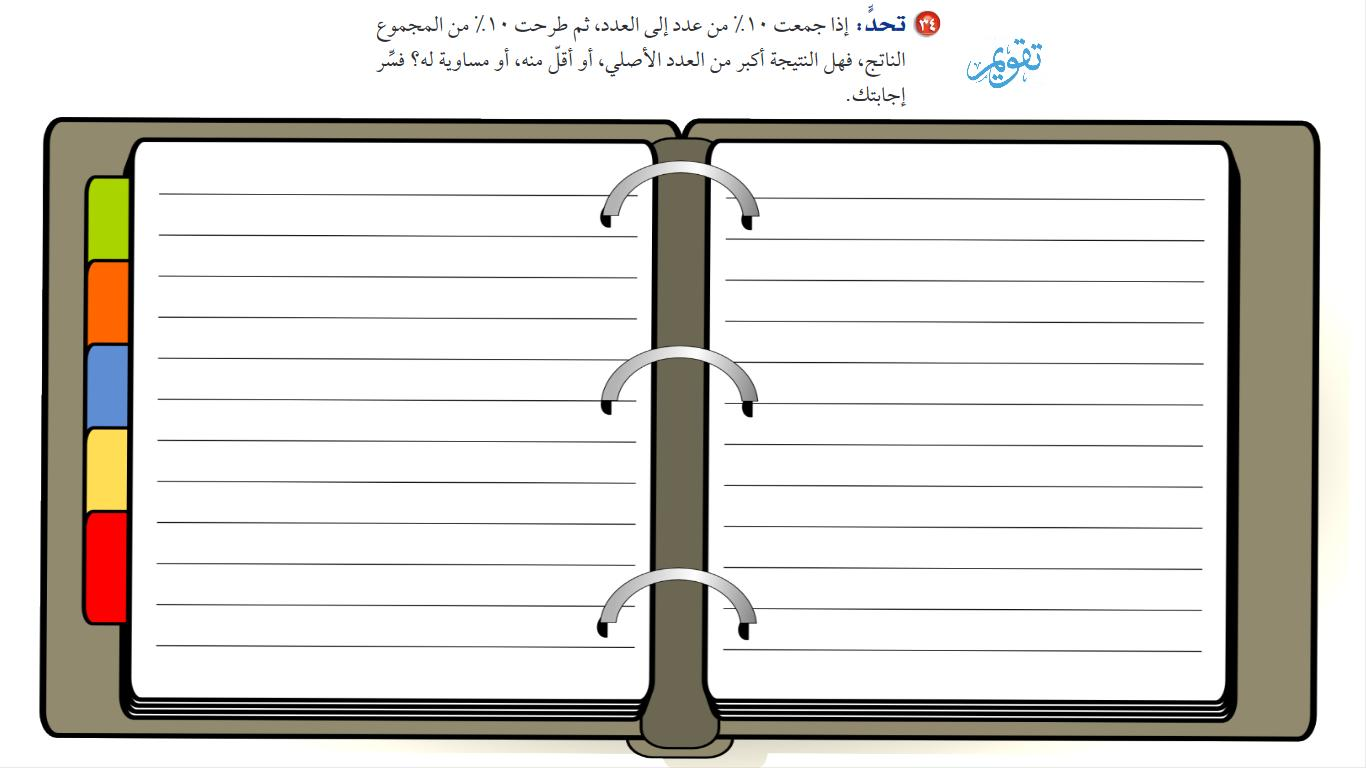 ٣٤ تحدٍّ: إذا جمعت ١٠٪ من عدد إلى العدد، ثم طرحت ١٠٪ من المجموع
الناتج، فهل النتيجة أكبر من العدد الأصلي، أو أقلّ منه، أو مساوية له؟ فسِّر
إجابتك.
تقويم